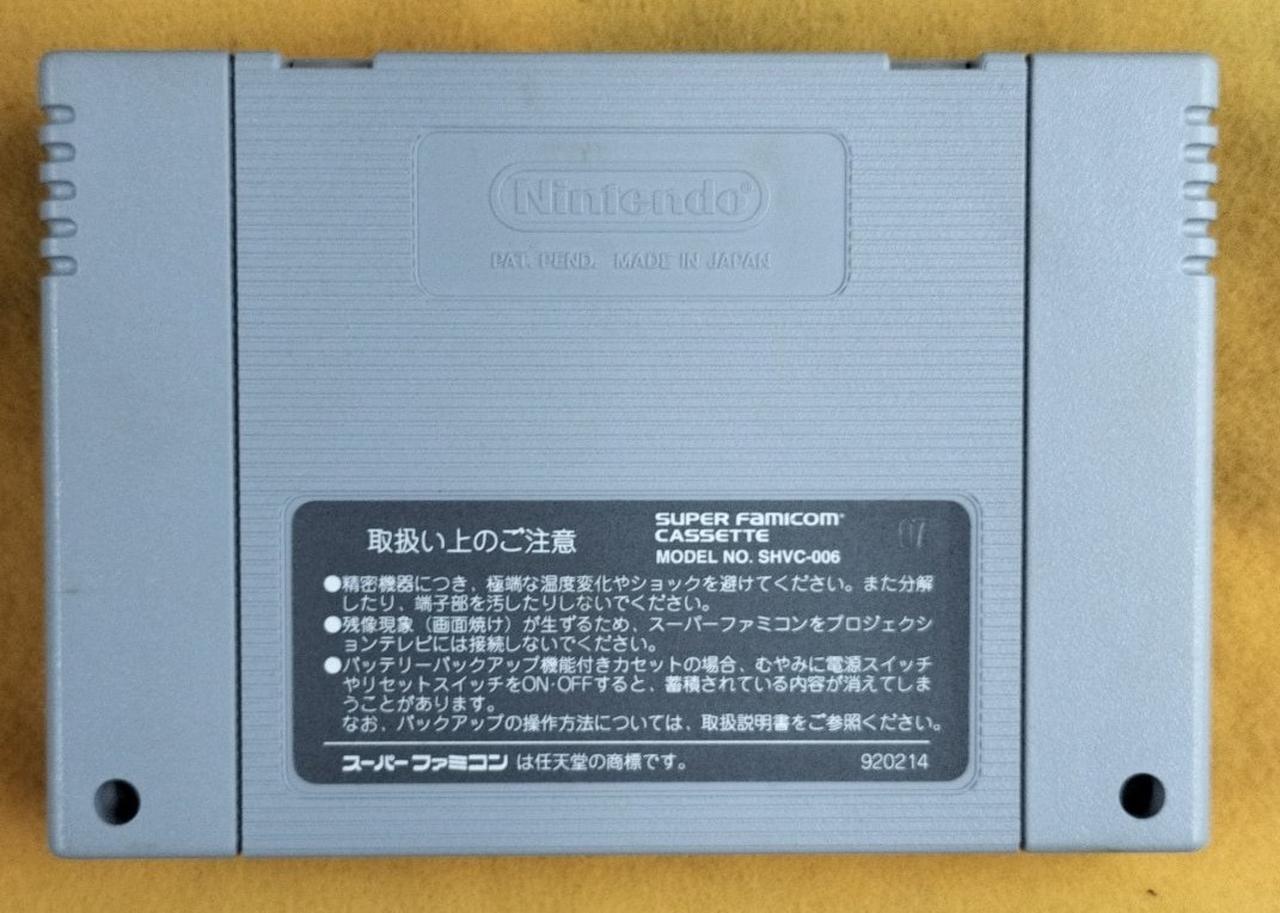 Nintendo®
PAT. PEND. MADE IN JAPAN
取扱い上のご注意
SUPER FAMICOM
CASSETTE
MODEL NO. SHVC-006
07
●精密機器につき、極端な温度変化やショックを避けてください。また分解
したり、端子部を汚したりしないでください。
●残像現象（画面焼け）が生ずるため、スーパーファミコンをプロジェクシ
ョンテレビには接続しないでください。
●バッテリーバックアップ機能付きカセットの場合、むやみに電源スイッチ
やリセットスイッチをON·OFFすると、蓄積されている内容が消えてしま
うことがあります。
なお、バックアップの操作方法については、取扱説明書をご参照ください。
スーパーファミコン は任天堂の商標です。
920214